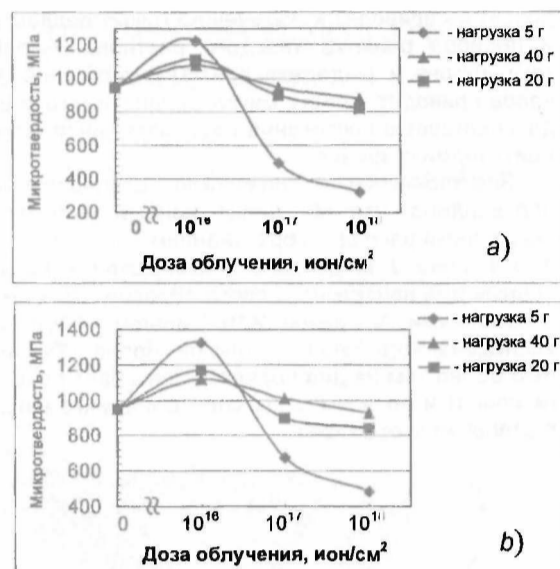 Микротвердость, МПа
1200
1000
800
600
400
200
0
10¹⁶
10¹⁷
Доза облучения, ион/см²
- нагрузка 5 г
- нагрузка 40 г
- нагрузка 20 г
a)
Микротвердость, МПа
1400
1200
1000
800
600
400
0
10¹⁶
10¹⁷
Доза облучения, ион/см²
- нагрузка 5 г
- нагрузка 40 г
- нагрузка 20 г
b)